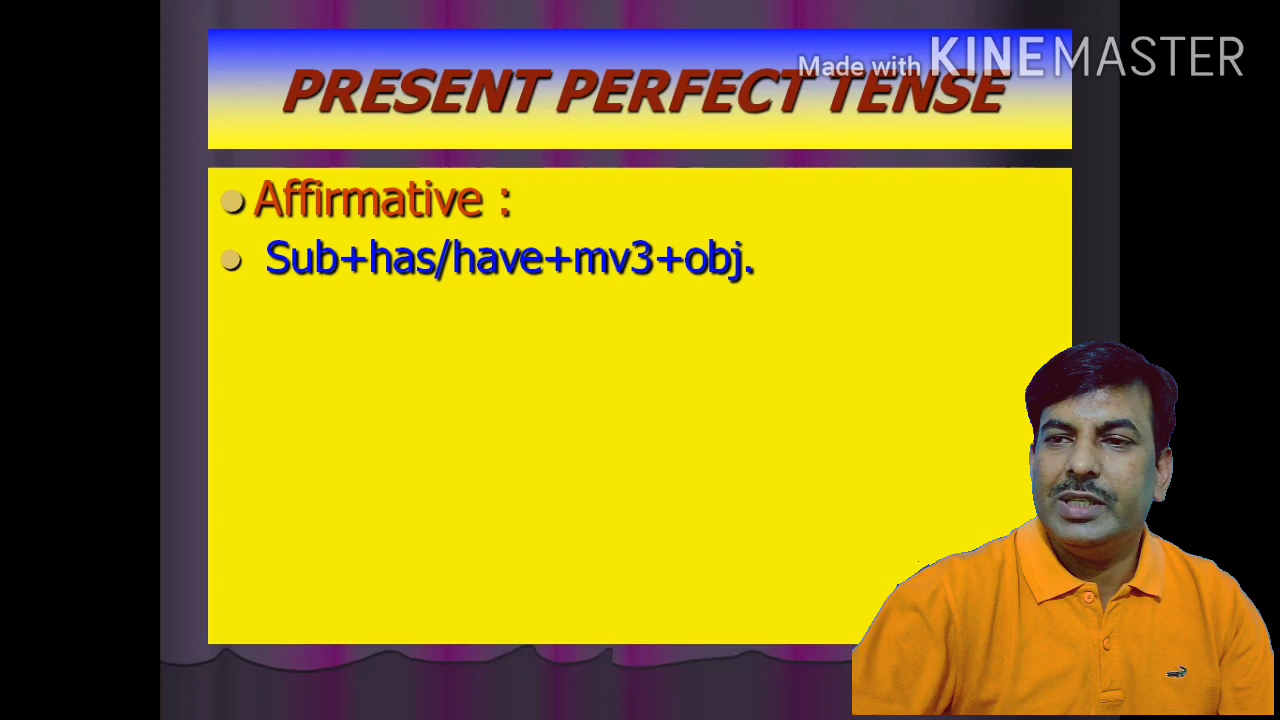 Made with KINEMASTER
PRESENT PERFECT TENSE
Affirmative :
Sub+has/have+mv3+obj.